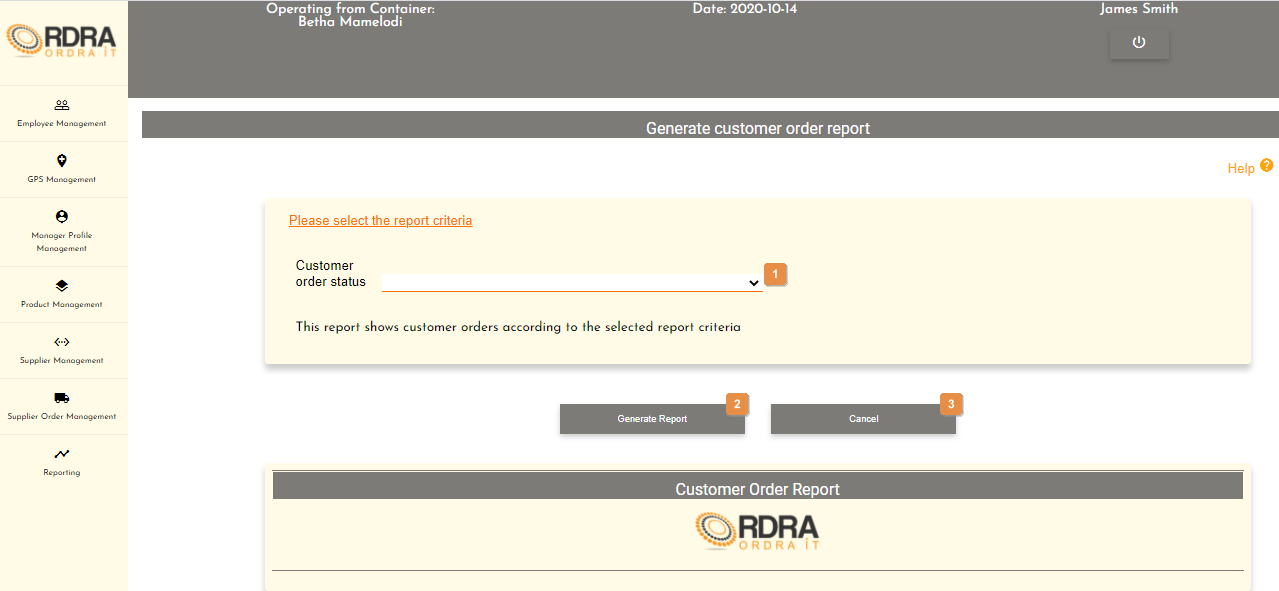 Operating from Container:
Betha Mamelodi
Date: 2020-10-14
James Smith
RDRA
ORDRA IT
Employee Management
GPS Management
Manager Profile
Management
Product Management
Supplier Management
Supplier Order Management
Reporting
Generate customer order report
Help ?
Please select the report criteria
Customer
order status
1
This report shows customer orders according to the selected report criteria
Generate Report
2
Cancel
3
Customer Order Report
RDRA
ORDRA IT